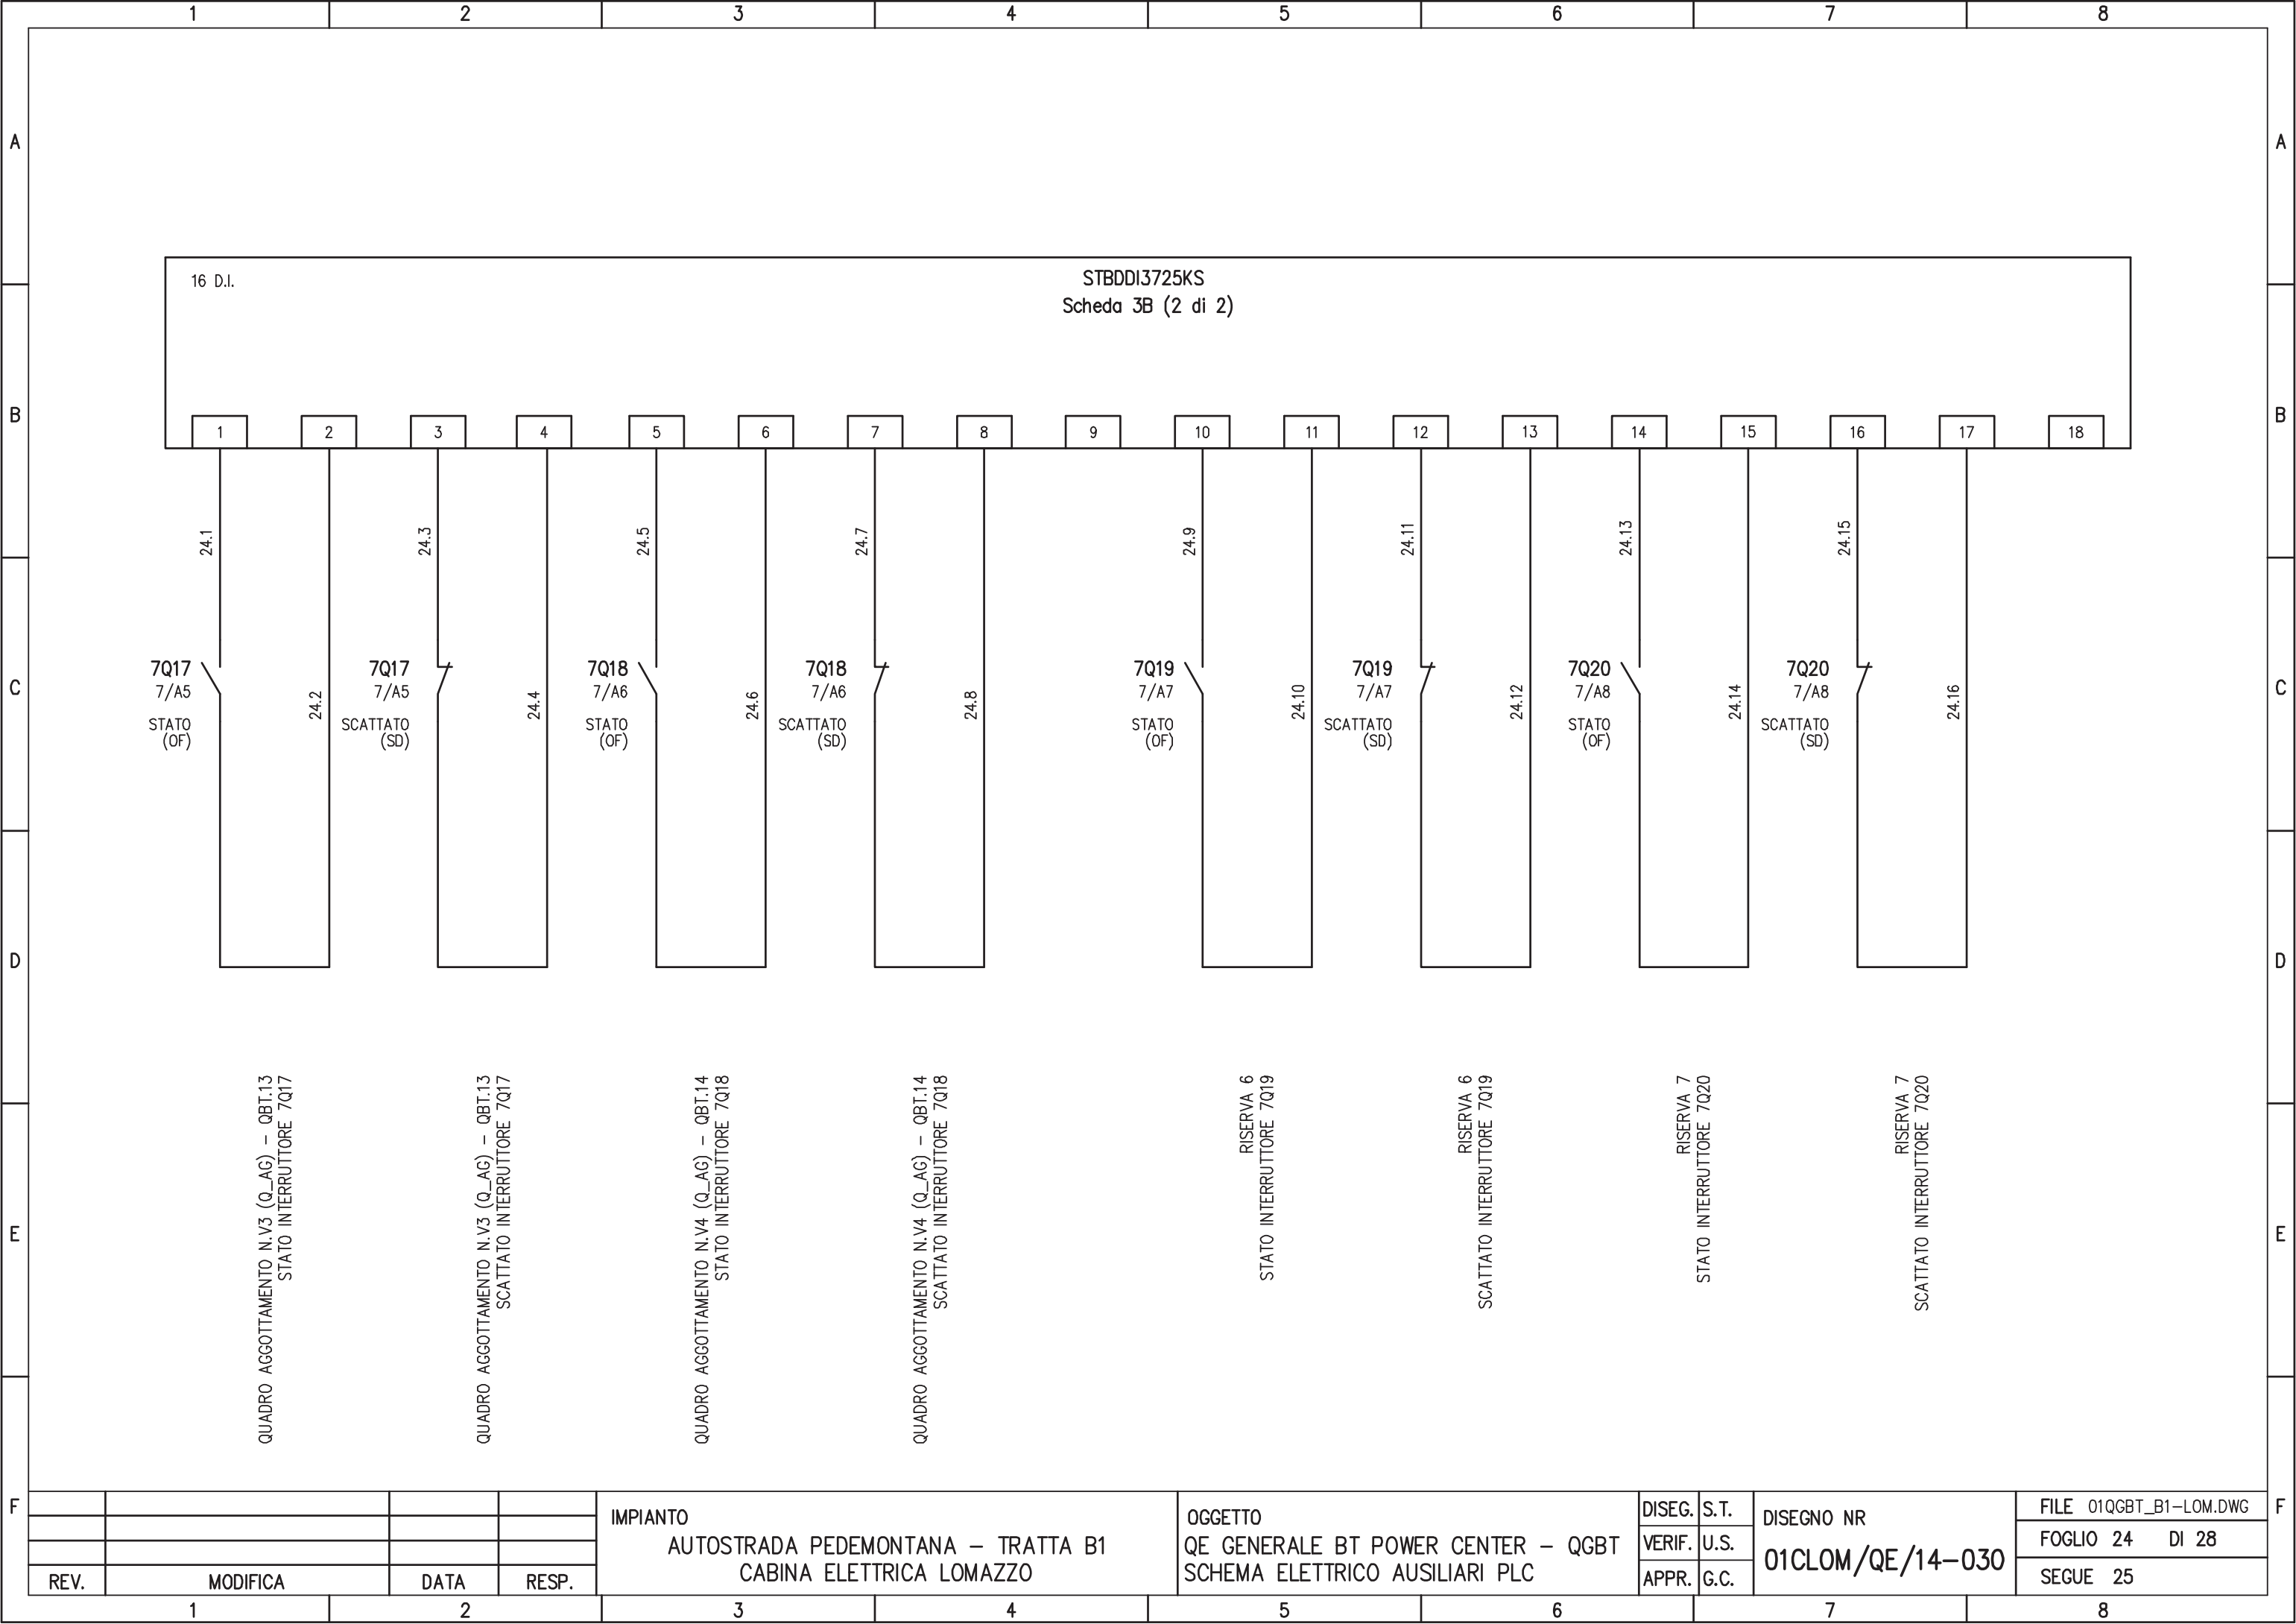 1 2 3 4 5 6 7 8
A A
16 D.I.
STBDDI3725KS
Scheda 3B (2 di 2)
B B
1 2 3 4 5 6 7 8 9 10 11 12 13 14 15 16 17 18
24.1 24.3 24.5 24.7 24.9 24.11 24.13 24.15
C C
7Q17 7Q17 7Q18 7Q18 7Q19 7Q19 7Q20 7Q20
7/A5 7/A5 7/A6 7/A6 7/A7 7/A7 7/A8 7/A8
24.2 24.4 24.6 24.8 24.10 24.12 24.14 24.16
STATO SCATTATO STATO SCATTATO STATO SCATTATO STATO SCATTATO
(OF) (SD) (OF) (SD) (OF) (SD) (OF) (SD)
D D
QUADRO AGGOTTAMENTO N.V3 (Q_AG) - QBT.13
STATO INTERRUTTORE 7Q17
QUADRO AGGOTTAMENTO N.V3 (Q_AG) - QBT.13
SCATTATO INTERRUTTORE 7Q17
QUADRO AGGOTTAMENTO N.V4 (Q_AG) - QBT.14
STATO INTERRUTTORE 7Q18
QUADRO AGGOTTAMENTO N.V4 (Q_AG) - QBT.14
SCATTATO INTERRUTTORE 7Q18
RISERVA 6
STATO INTERRUTTORE 7Q19
RISERVA 6
SCATTATO INTERRUTTORE 7Q19
RISERVA 7
STATO INTERRUTTORE 7Q20
RISERVA 7
SCATTATO INTERRUTTORE 7Q20
E E
F F
REV. MODIFICA DATA RESP.
IMPIANTO
AUTOSTRADA PEDEMONTANA - TRATTA B1
CABINA ELETTRICA LOMAZZO
OGGETTO
QE GENERALE BT POWER CENTER - QGBT
SCHEMA ELETTRICO AUSILIARI PLC
DISEG. S.T.
VERIF. U.S.
APPR. G.C.
DISEGNO NR
01CLOM/QE/14-030
FILE 01QGBT_B1-LOM.DWG
FOGLIO 24 DI 28
SEGUE 25
1 2 3 4 5 6 7 8